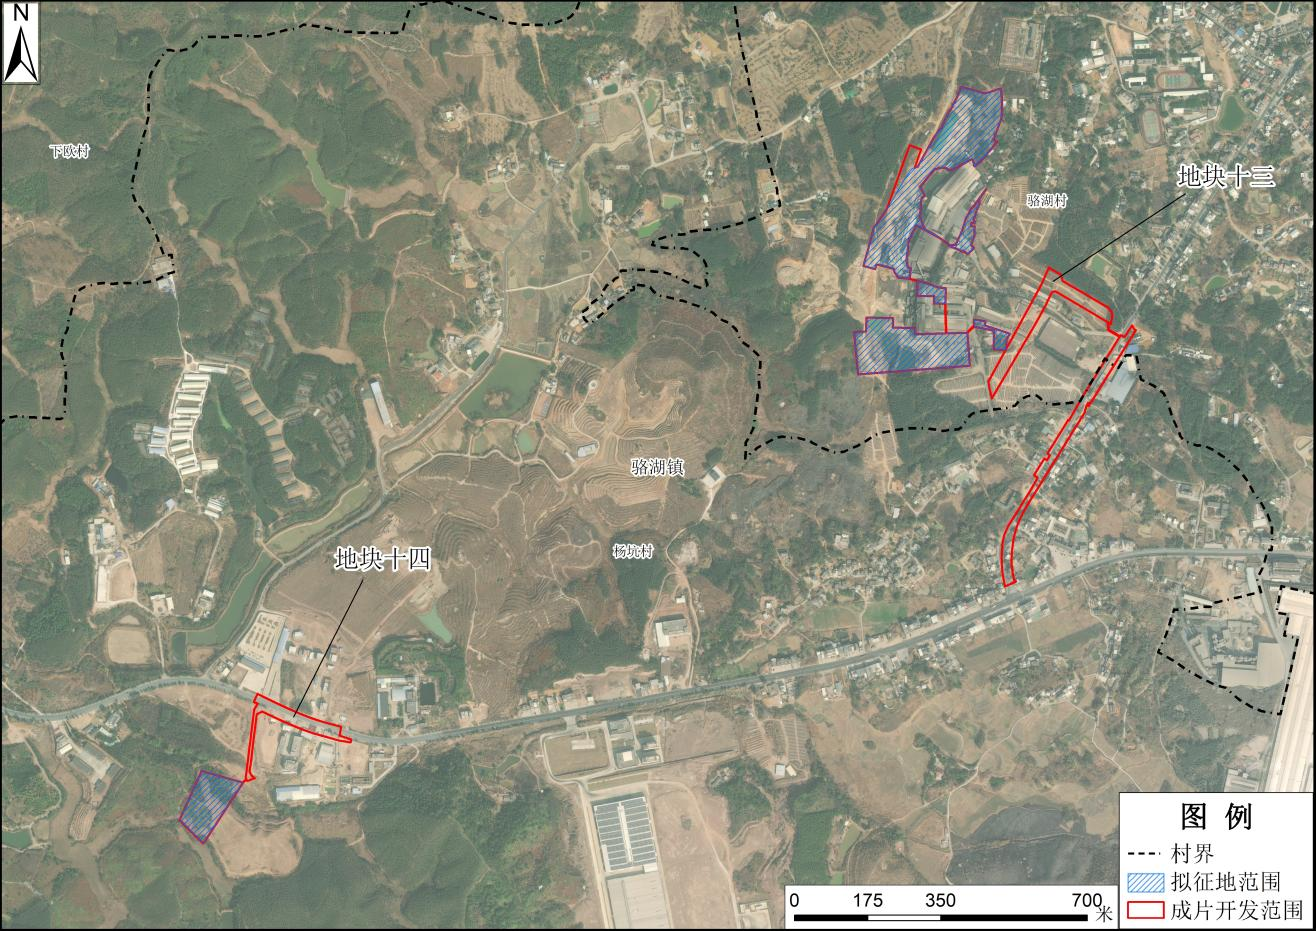 N
下欧村
地块十三
骆湖村
骆湖镇
杨坑村
地块十四
图 例
村界
拟征地范围
成片开发范围
0 175 350 700
米